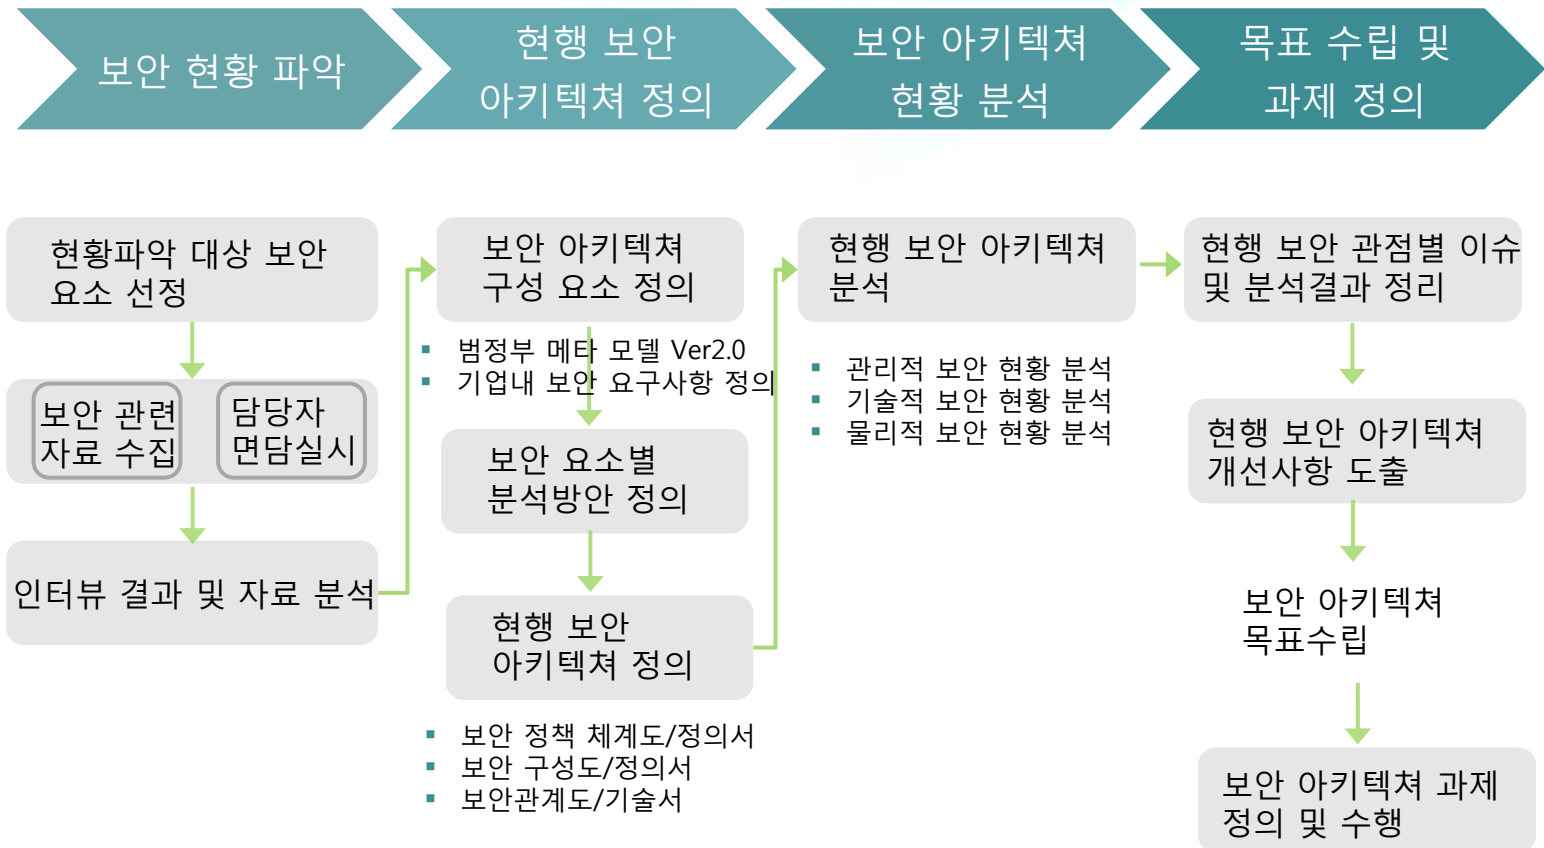 보안 현황 파악
현행 보안
아키텍쳐 정의
보안 아키텍쳐
현황 분석
목표 수립 및
과제 정의
현황파악 대상 보안
요소 선정
보안 관련
자료 수집
담당자
면담실시
인터뷰 결과 및 자료 분석
보안 아키텍쳐
구성 요소 정의
▪ 범정부 메타 모델 Ver2.0
▪ 기업내 보안 요구사항 정의
보안 요소별
분석방안 정의
현행 보안
아키텍쳐 정의
▪ 보안 정책 체계도/정의서
▪ 보안 구성도/정의서
▪ 보안관계도/기술서
현행 보안 아키텍쳐
분석
▪ 관리적 보안 현황 분석
▪ 기술적 보안 현황 분석
▪ 물리적 보안 현황 분석
현행 보안 관점별 이슈
및 분석결과 정리
현행 보안 아키텍쳐
개선사항 도출
보안 아키텍쳐
목표수립
보안 아키텍쳐 과제
정의 및 수행